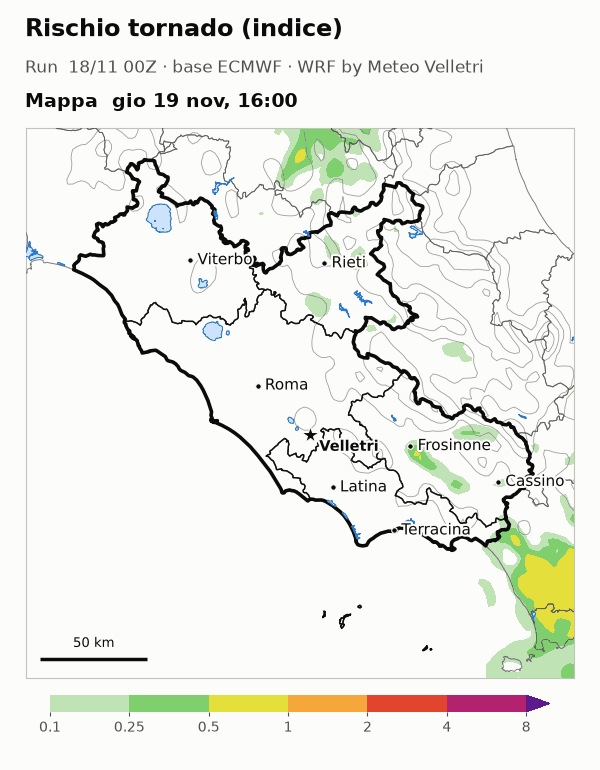 Rischio tornado (indice)
Run  18/11 00Z · base ECMWF · WRF by Meteo Velletri
Mappa  gio 19 nov, 16:00
Viterbo
Rieti
Roma
Velletri
Frosinone
Latina
Cassino
Terracina
50 km
0.1 0.25 0.5 1 2 4 8